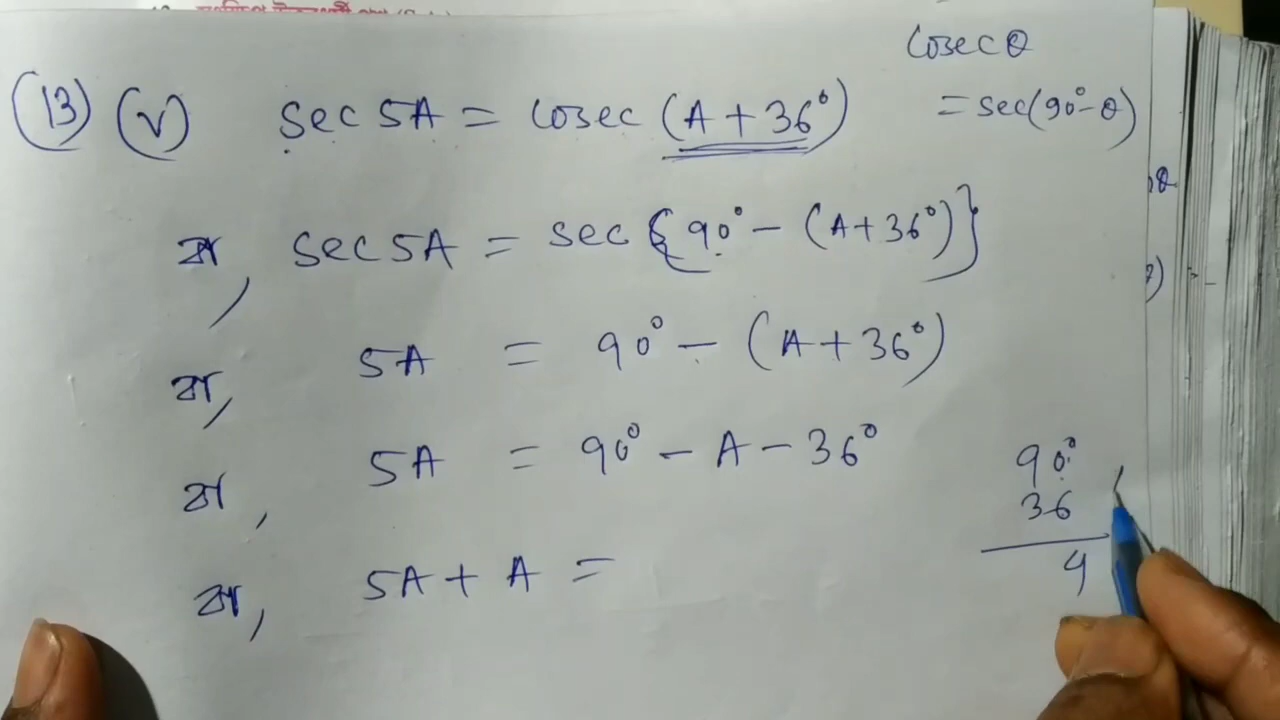 cosec θ
(13) (v) sec 5A = cosec (A + 36°) = sec(90° - θ)
বা, sec 5A = sec {90° - (A + 36°)}
বা, 5A = 90° - (A + 36°)
বা, 5A = 90° - A - 36°
90°
36
বা, 5A + A =
4